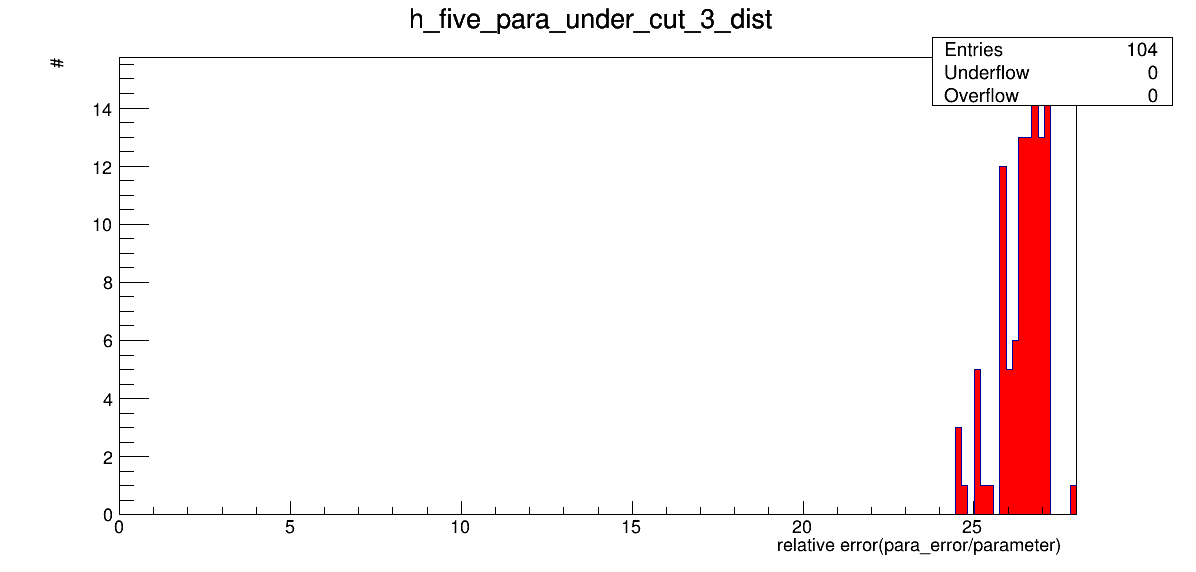 h_five_para_under_cut_3_dist
#
Entries 104
Underflow 0
Overflow 0
14
12
10
8
6
4
2
0
0 5 10 15 20 25
relative error(para_error/parameter)